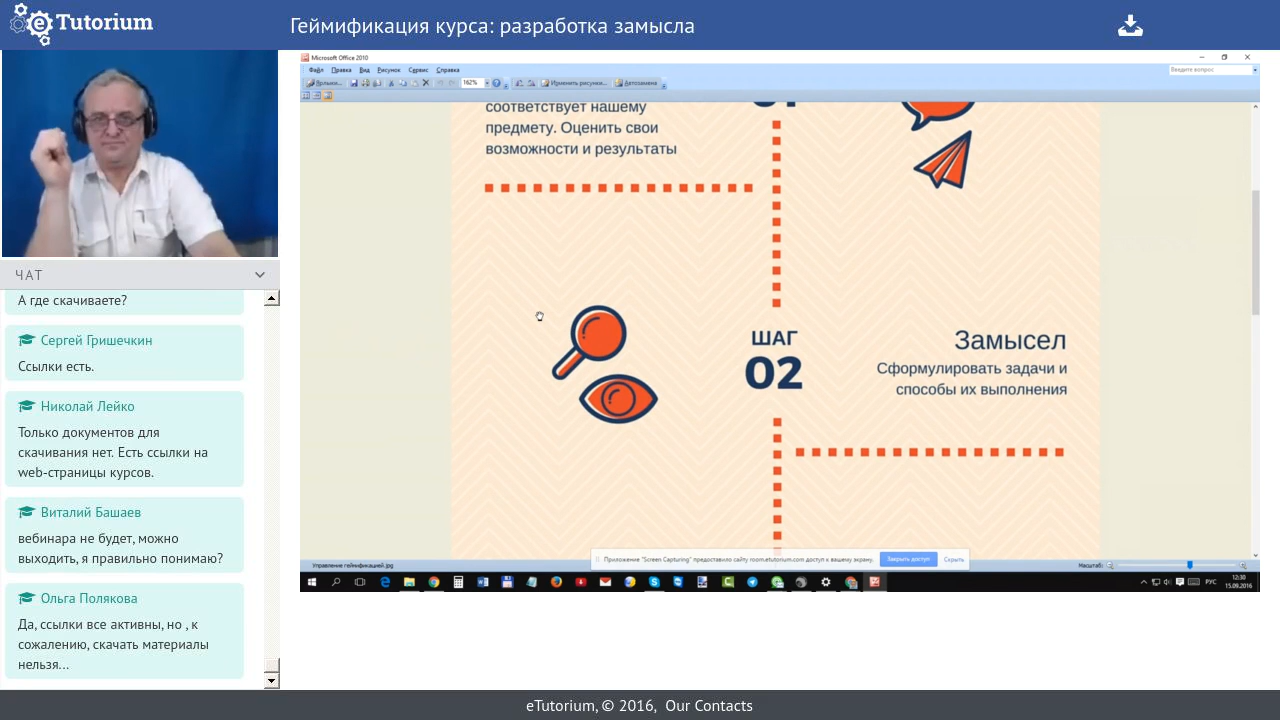 eTutorium
Геймификация курса: разработка замысла
ЧАТ
А где скачиваете?
Сергей Гришечкин
Ссылки есть.
Николай Лейко
Только документов для
скачивания нет. Есть ссылки на
web-страницы курсов.
Виталий Башаев
вебинара не будет, можно
выходить, я правильно понимаю?
Ольга Полякова
Да, ссылки все активны, но , к
сожалению, скачать материалы
нельзя...
Microsoft Office 2010
Файл Правка Вид Рисунок Сервис Справка
Введите вопрос
Ярлыки... 162% Изменить рисунок... Автозамена
соответствует нашему
предмету. Оценить свои
возможности и результаты
ШАГ
02
Замысел
Сформулировать задачи и
способы их выполнения
Приложение "Screen Capturing" предоставило сайту room.etutorium.com доступ к вашему экрану.
Закрыть доступ
Скрыть
Управление геймификацией.jpg
Масштаб:
РУС
12:30
15.09.2016
eTutorium, © 2016, Our Contacts